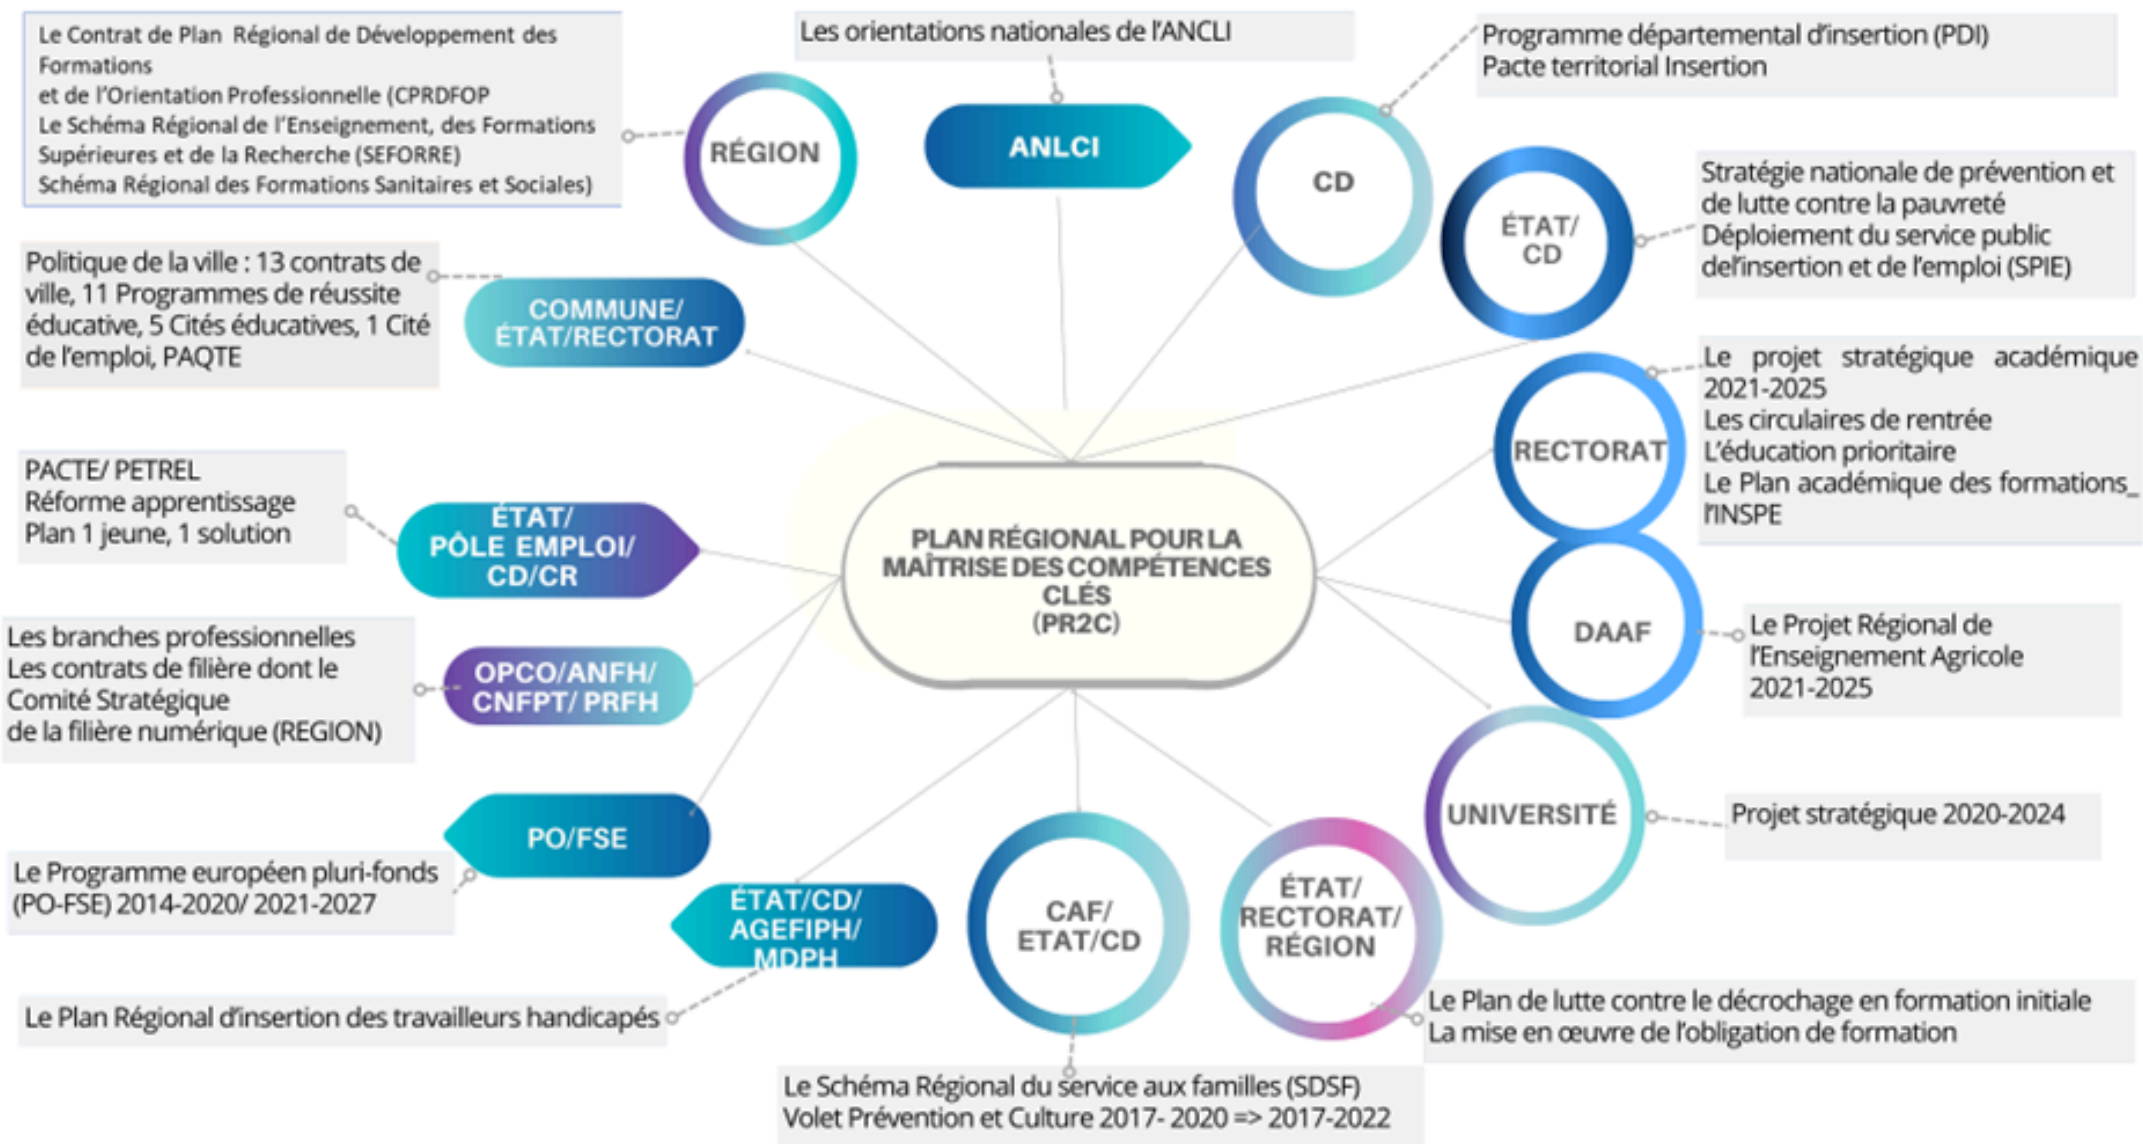 Le Contrat de Plan Régional de Développement des
Formations
et de l'Orientation Professionnelle (CPRDFOP
Le Schéma Régional de l'Enseignement, des Formations
Supérieures et de la Recherche (SEFORRE)
Schéma Régional des Formations Sanitaires et Sociales)
RÉGION
Les orientations nationales de l'ANCLI
ANLCI
Programme départemental d'insertion (PDI)
Pacte territorial Insertion
CD
Stratégie nationale de prévention et
de lutte contre la pauvreté
Déploiement du service public
del'insertion et de l'emploi (SPIE)
ÉTAT/
CD
Politique de la ville : 13 contrats de
ville, 11 Programmes de réussite
éducative, 5 Cités éducatives, 1 Cité
de l'emploi, PAQTE
COMMUNE/
ÉTAT/RECTORAT
Le projet stratégique académique
2021-2025
Les circulaires de rentrée
L'éducation prioritaire
Le Plan académique des formations_
l'INSPE
RECTORAT
PACTE/ PETREL
Réforme apprentissage
Plan 1 jeune, 1 solution
ÉTAT/
PÔLE EMPLOI/
CD/CR
PLAN RÉGIONAL POUR LA
MAÎTRISE DES COMPÉTENCES
CLÉS
(PR2C)
DAAF
Le Projet Régional de
l'Enseignement Agricole
2021-2025
Les branches professionnelles
Les contrats de filière dont le
Comité Stratégique
de la filière numérique (REGION)
OPCO/ANFH/
CNFPT/ PRFH
UNIVERSITÉ
Projet stratégique 2020-2024
PO/FSE
Le Programme européen pluri-fonds
(PO-FSE) 2014-2020/ 2021-2027
ÉTAT/CD/
AGEFIPH/
MDPH
Le Plan Régional d'insertion des travailleurs handicapés
CAF/
ETAT/CD
Le Schéma Régional du service aux familles (SDSF)
Volet Prévention et Culture 2017- 2020 => 2017-2022
ÉTAT/
RECTORAT/
RÉGION
Le Plan de lutte contre le décrochage en formation initiale
La mise en œuvre de l'obligation de formation